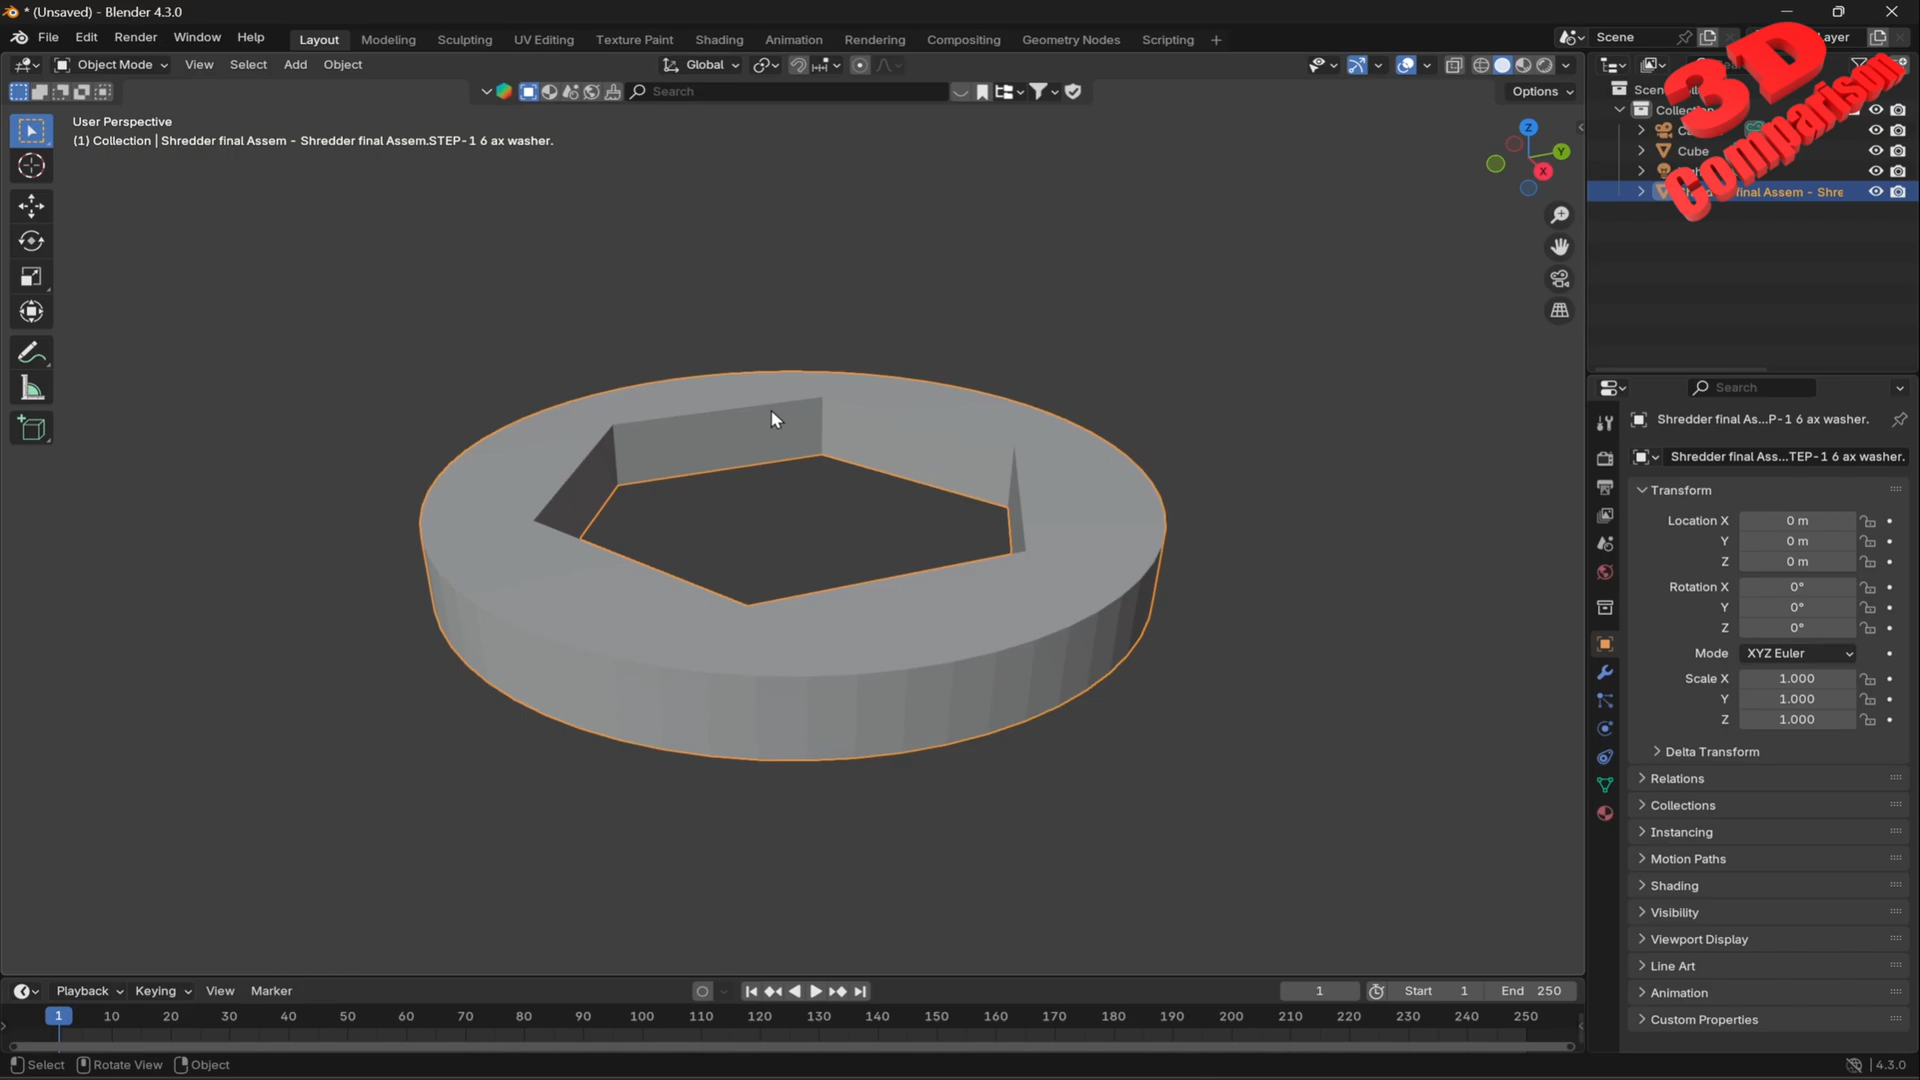 * (Unsaved) - Blender 4.3.0
File Edit Render Window Help
Layout Modeling Sculpting UV Editing Texture Paint Shading Animation Rendering Compositing Geometry Nodes Scripting +
Scene
Object Mode View Select Add Object
Global
Search
Options
User Perspective
(1) Collection | Shredder final Assem - Shredder final Assem.STEP-1 6 ax washer.
Z
Y
X
3D
Comparison
Cube
Search
Shredder final As...P-1 6 ax washer.
Shredder final Ass...TEP-1 6 ax washer.
Transform
Location X 0 m
Y 0 m
Z 0 m
Rotation X 0°
Y 0°
Z 0°
Mode XYZ Euler
Scale X 1.000
Y 1.000
Z 1.000
Delta Transform
Relations
Collections
Instancing
Motion Paths
Shading
Visibility
Viewport Display
Line Art
Animation
Custom Properties
Playback Keying View Marker
1 Start 1 End 250
1 10 20 30 40 50 60 70 80 90 100 110 120 130 140 150 160 170 180 190 200 210 220 230 240 250
Select Rotate View Object
4.3.0